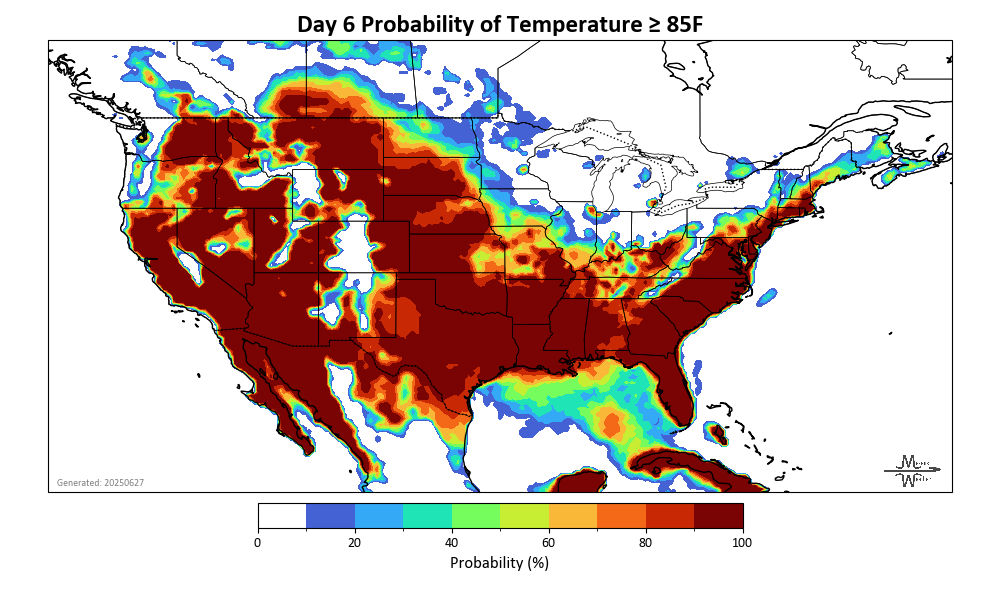 Day 6 Probability of Temperature ≥ 85F
Generated: 20250627
0 20 40 60 80 100
Probability (%)